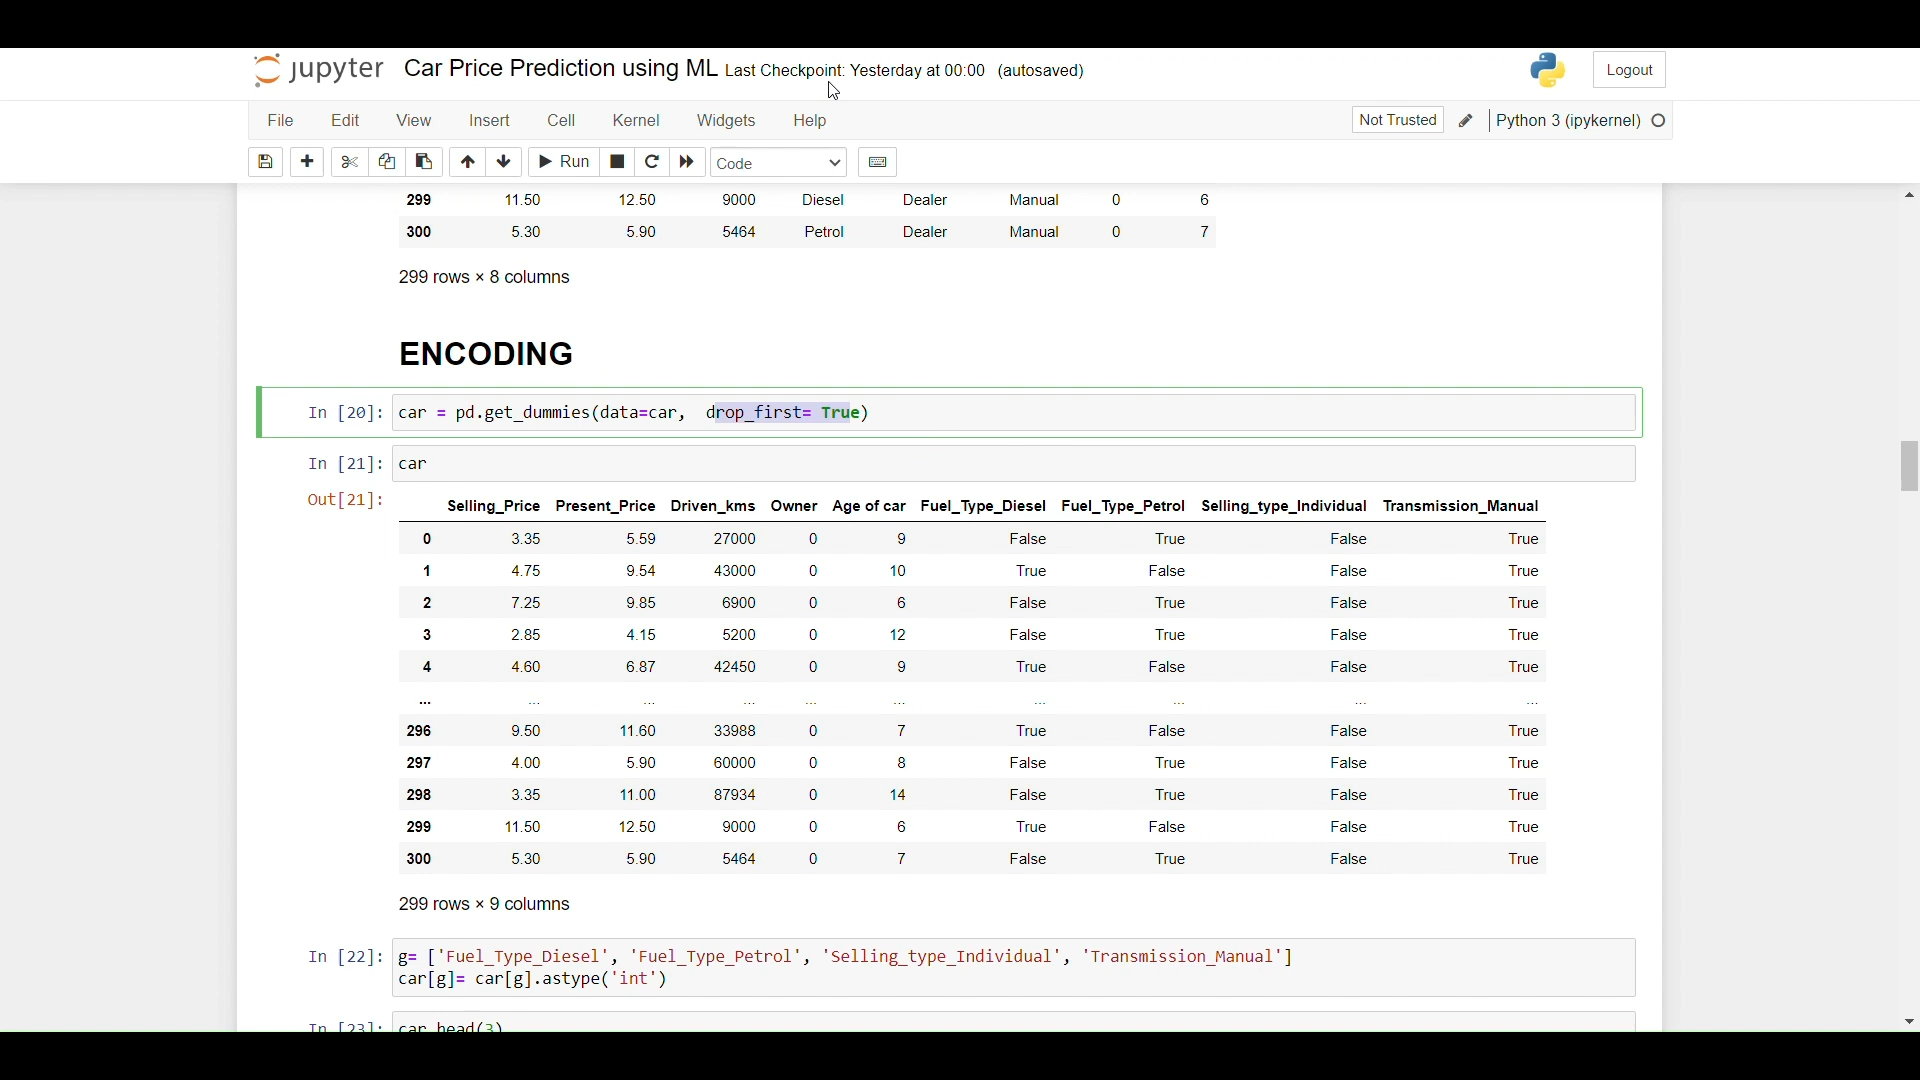 jupyter Car Price Prediction using ML Last Checkpoint: Yesterday at 00:00 (autosaved) Logout
File Edit View Insert Cell Kernel Widgets Help Not Trusted Python 3 (ipykernel)
Run Code
299 11.50 12.50 9000 Diesel Dealer Manual 0 6
300 5.30 5.90 5464 Petrol Dealer Manual 0 7
299 rows × 8 columns
ENCODING
In [20]: car = pd.get_dummies(data=car, drop_first= True)
In [21]: car
Out[21]:
Selling_Price Present_Price Driven_kms Owner Age of car Fuel_Type_Diesel Fuel_Type_Petrol Selling_type_Individual Transmission_Manual
0 3.35 5.59 27000 0 9 False True False True
1 4.75 9.54 43000 0 10 True False False True
2 7.25 9.85 6900 0 6 False True False True
3 2.85 4.15 5200 0 12 False True False True
4 4.60 6.87 42450 0 9 True False False True
... ... ... ... ... ... ... ... ... ...
296 9.50 11.60 33988 0 7 True False False True
297 4.00 5.90 60000 0 8 False True False True
298 3.35 11.00 87934 0 14 False True False True
299 11.50 12.50 9000 0 6 True False False True
300 5.30 5.90 5464 0 7 False True False True
299 rows × 9 columns
In [22]: g= ['Fuel_Type_Diesel', 'Fuel_Type_Petrol', 'Selling_type_Individual', 'Transmission_Manual']
car[g]= car[g].astype('int')
In [23]: car.head(3)